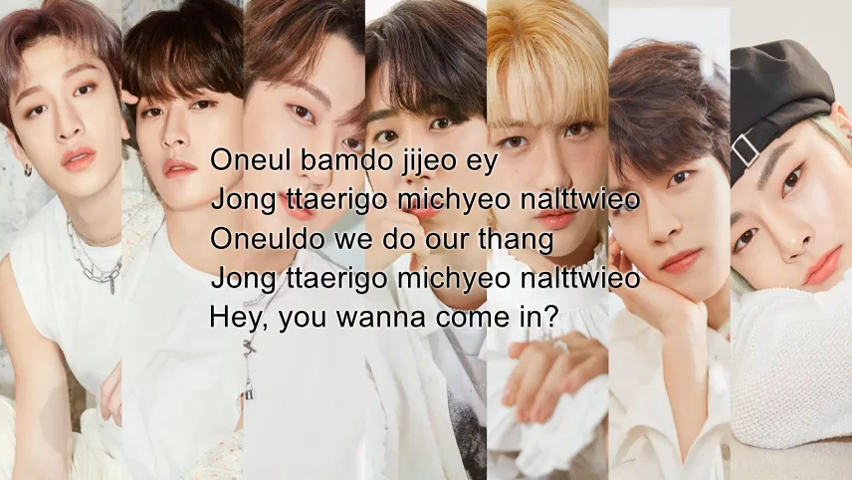 Oneul bamdo jijeo ey
Jong ttaerigo michyeo nalttwieo
Oneuldo we do our thang
Jong ttaerigo michyeo nalttwieo
Hey, you wanna come in?